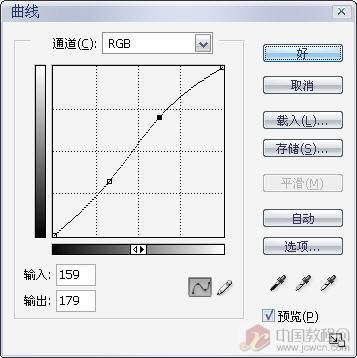 曲线
通道(C): RGB
好
取消
载入(L)...
存储(S)...
平滑(M)
自动
选项...
输入: 159
输出: 179
预览(P)
中国教程网
www.jcwcn.com